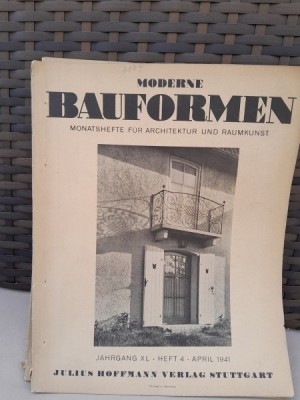 MODERNE
BAUFORMEN
MONATSHEFTE FÜR ARCHITEKTUR UND RAUMKUNST
JAHRGANG XL • HEFT 4 • APRIL 1941
JULIUS HOFFMANN VERLAG STUTTGART